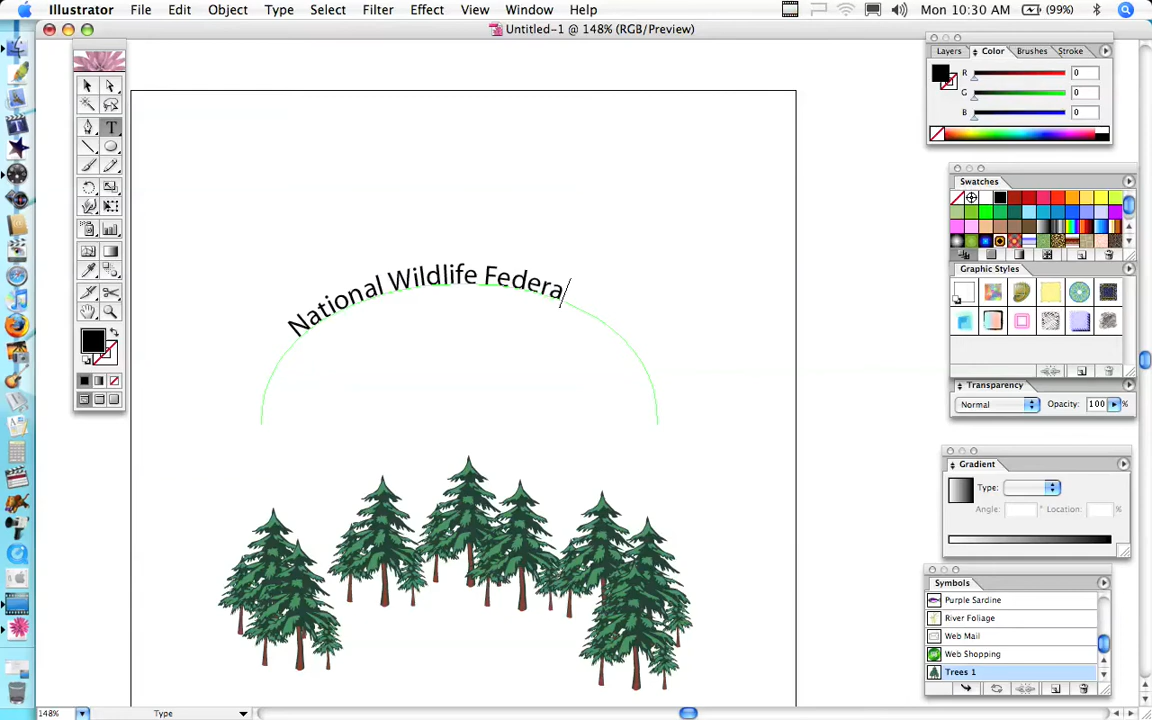 Illustrator File Edit Object Type Select Filter Effect View Window Help Mon 10:30 AM (99%)
Untitled-1 @ 148% (RGB/Preview)
Layers Color Brushes Stroke
R 0
G 0
B 0
Swatches
Graphic Styles
Transparency
Normal Opacity: 100 %
Gradient
Type:
Angle: ° Location: %
Symbols
Purple Sardine
River Foliage
Web Mail
Web Shopping
Trees 1
National Wildlife Federa
148% Type